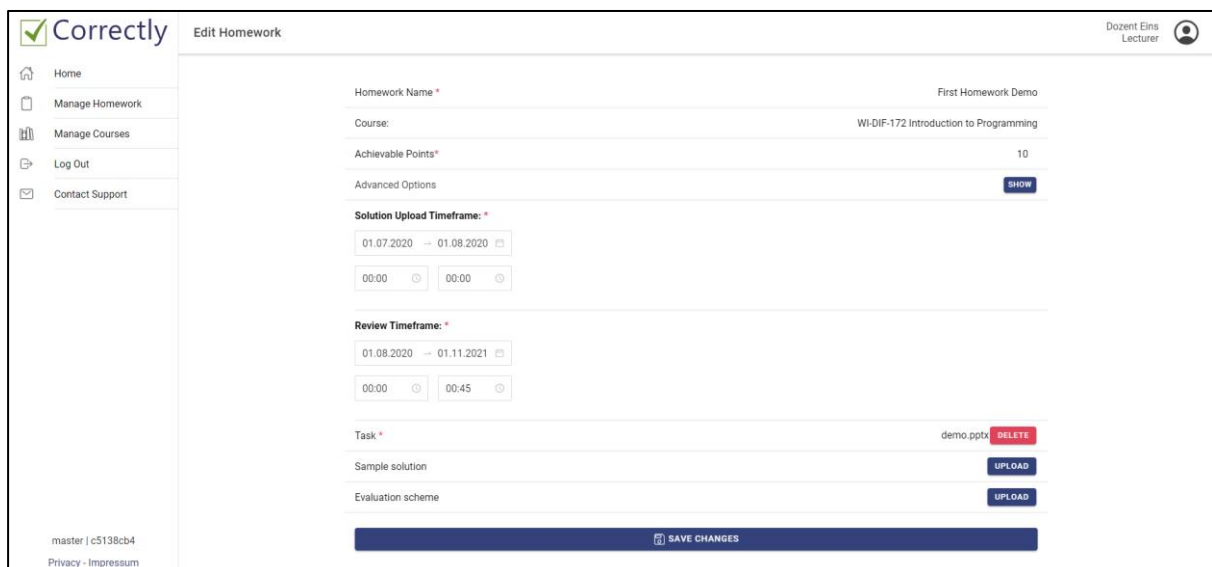 Correctly
Edit Homework
Dozent Eins
Lecturer
Home
Manage Homework
Manage Courses
Log Out
Contact Support
master | c5138cb4
Privacy - Impressum
Homework Name *
First Homework Demo
Course:
WI-DIF-172 Introduction to Programming
Achievable Points*
10
Advanced Options
SHOW
Solution Upload Timeframe: *
01.07.2020 → 01.08.2020
00:00 00:00
Review Timeframe: *
01.08.2020 → 01.11.2021
00:00 00:45
Task *
demo.pptx DELETE
Sample solution
UPLOAD
Evaluation scheme
UPLOAD
SAVE CHANGES